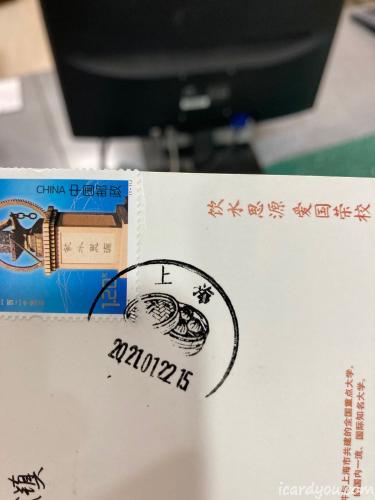 CHINA 中国邮政
饮水思源
1.20元
饮水思源 爱国荣校
上
2021.01.22.15
上海市共建的全国重点大学,
国内一流、国际知名大学。
镇
icardyou.com